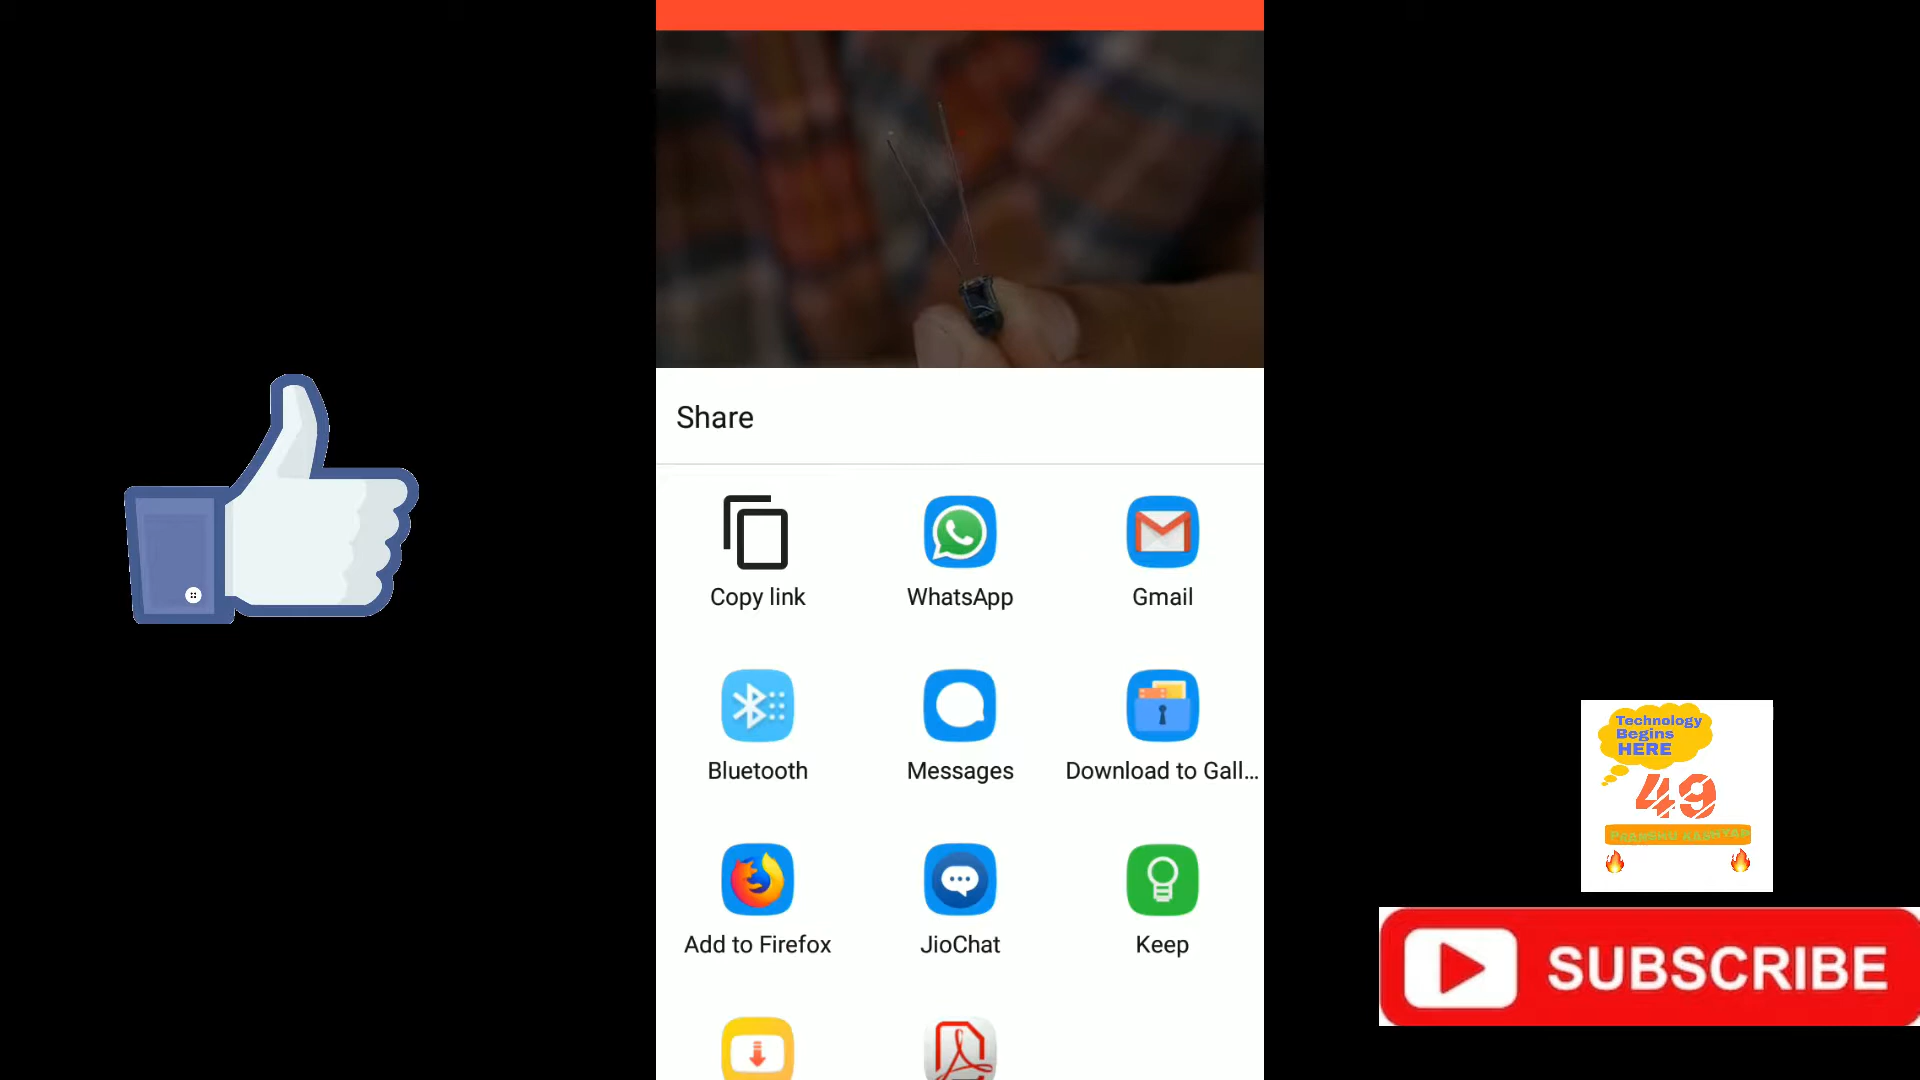 Share
Copy link
WhatsApp
Gmail
Bluetooth
Messages
Download to Gall...
Add to Firefox
JioChat
Keep
Technology
Begins
HERE
49
SUBSCRIBE